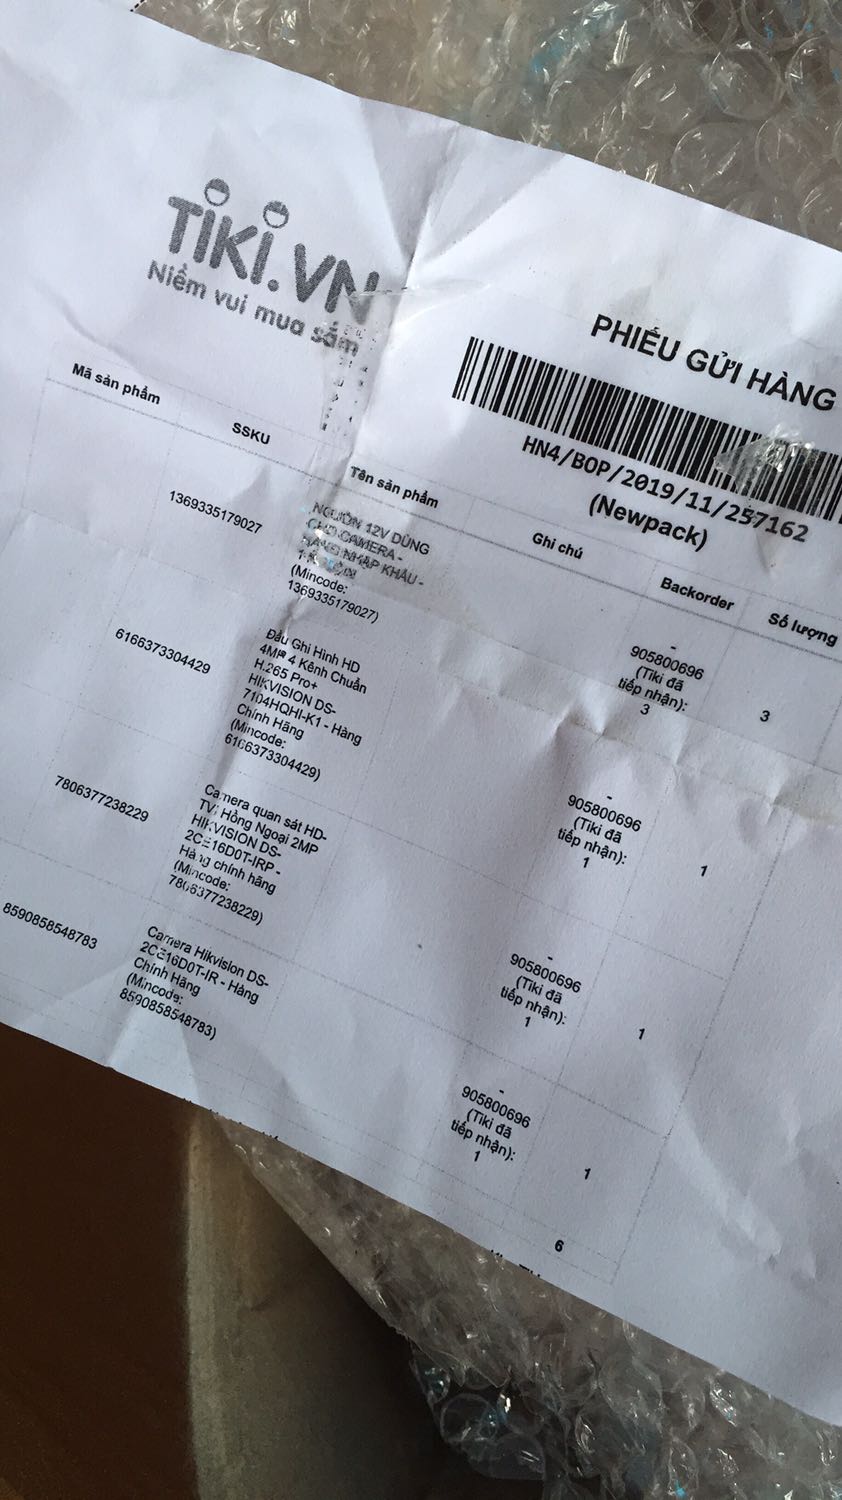 TiKi.VN
Niềm vui mua sắm
PHIẾU GỬI HÀNG
HN4/BOP/2019/11/257162
(Newpack)
Mã sản phẩm
SSKU
Tên sản phẩm
Ghi chú
Backorder
Số lượng
1369335179027
NGUỒN 12V DÙNG
CHO CAMERA -
HÀNG NHẬP KHẨU -
(Mincode:
1369335179027)
-
905800696
(Tiki đã
tiếp nhận):
3
3
6166373304429
Đầu Ghi Hình HD
4MP 4 Kênh Chuẩn
H.265 Pro+
HIKVISION DS-
7104HQHI-K1 - Hàng
Chính Hãng
(Mincode:
6166373304429)
-
905800696
(Tiki đã
tiếp nhận):
1
1
7806377238229
Camera quan sát HD-
TVI Hồng Ngoại 2MP
HIKVISION DS-
2CE16D0T-IRP -
Hàng chính hãng
(Mincode:
7806377238229)
-
905800696
(Tiki đã
tiếp nhận):
1
1
8590858548783
Camera Hikvision DS-
2CE16D0T-IR - Hàng
Chính Hãng
(Mincode:
8590858548783)
-
905800696
(Tiki đã
tiếp nhận):
1
1
6